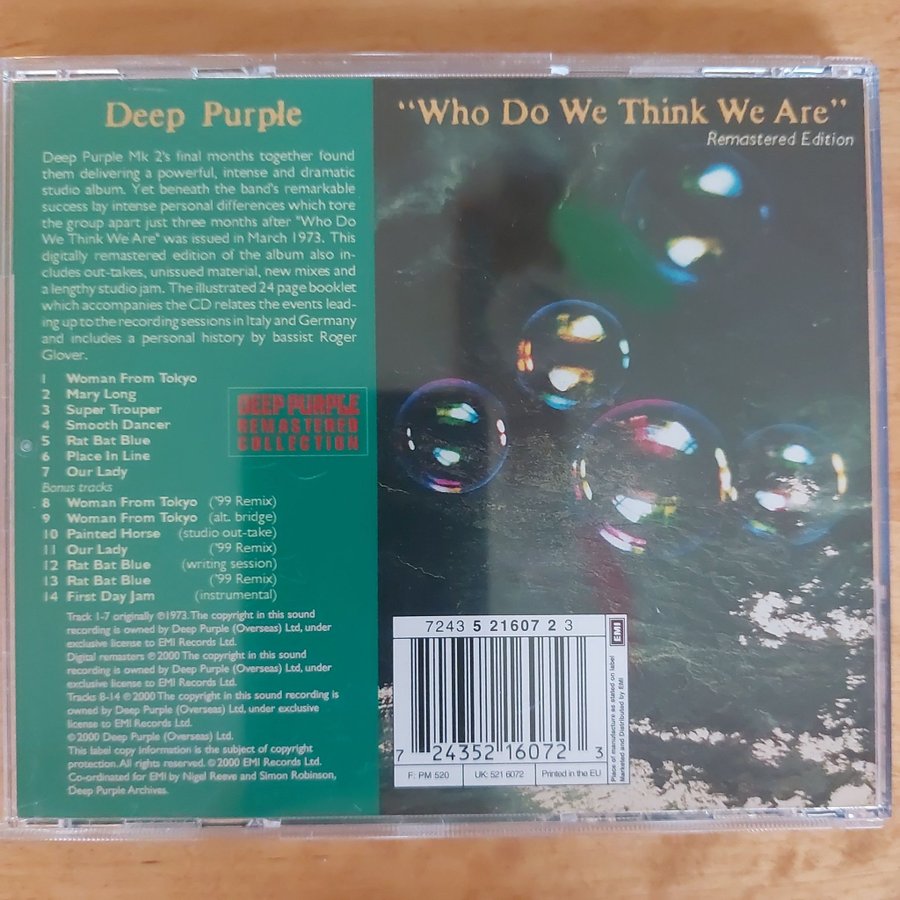 Deep Purple
"Who Do We Think We Are"
Remastered Edition
Deep Purple Mk 2's final months together found
them delivering a powerful, intense and dramatic
studio album. Yet beneath the band's remarkable
success lay intense personal differences which tore
the group apart just three months after "Who Do
We Think We Are" was issued in March 1973. This
digitally remastered edition of the album also in-
cludes out-takes, unissued material, new mixes and
a lengthy studio jam. The illustrated 24 page booklet
which accompanies the CD relates the events lead-
ing up to the recording sessions in Italy and Germany
and includes a personal history by bassist Roger
Glover.
1 Woman From Tokyo
2 Mary Long
3 Super Trouper
4 Smooth Dancer
5 Rat Bat Blue
6 Place In Line
7 Our Lady
DEEP PURPLE
REMASTERED
COLLECTION
Bonus tracks
8 Woman From Tokyo ('99 Remix)
9 Woman From Tokyo (alt. bridge)
10 Painted Horse (studio out-take)
11 Our Lady ('99 Remix)
12 Rat Bat Blue (writing session)
13 Rat Bat Blue ('99 Remix)
14 First Day Jam (instrumental)
Track 1-7 originally ℗1973. The copyright in this sound
recording is owned by Deep Purple (Overseas) Ltd, under
exclusive license to EMI Records Ltd.
Digital remasters ℗ 2000 The copyright in this sound
recording is owned by Deep Purple (Overseas) Ltd, under
exclusive license to EMI Records Ltd.
Tracks 8-14 ℗ 2000 The copyright in this sound recording is
owned by Deep Purple (Overseas) Ltd, under exclusive
license to EMI Records Ltd.
© 2000 Deep Purple (Overseas) Ltd.
This label copy information is the subject of copyright
protection. All rights reserved. © 2000 EMI Records Ltd.
Co-ordinated for EMI by Nigel Reeve and Simon Robinson,
Deep Purple Archives.
7243 5 21607 2 3
EMI
7 24352 16072 3
F: PM 520
UK: 521 6072
Printed in the EU
Place of manufacture as stated on label
Marketed and Distributed by EMI